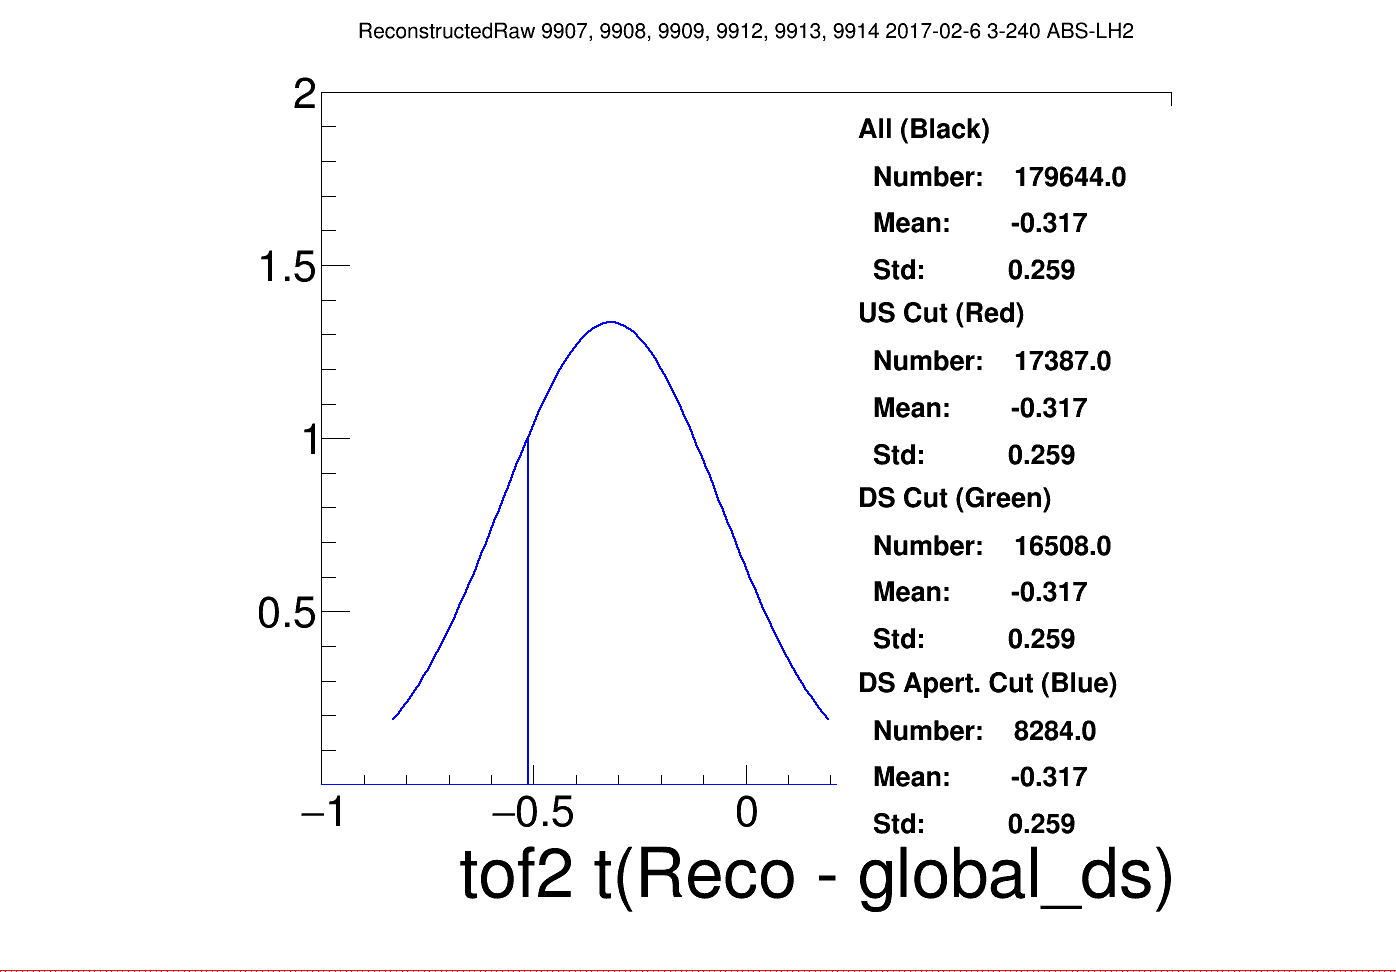 ReconstructedRaw 9907, 9908, 9909, 9912, 9913, 9914 2017-02-6 3-240 ABS-LH2
2
1.5
1
0.5
−1
−0.5
0
All (Black)
Number: 179644.0
Mean: -0.317
Std: 0.259
US Cut (Red)
Number: 17387.0
Mean: -0.317
Std: 0.259
DS Cut (Green)
Number: 16508.0
Mean: -0.317
Std: 0.259
DS Apert. Cut (Blue)
Number: 8284.0
Mean: -0.317
Std: 0.259
tof2 t(Reco - global_ds)